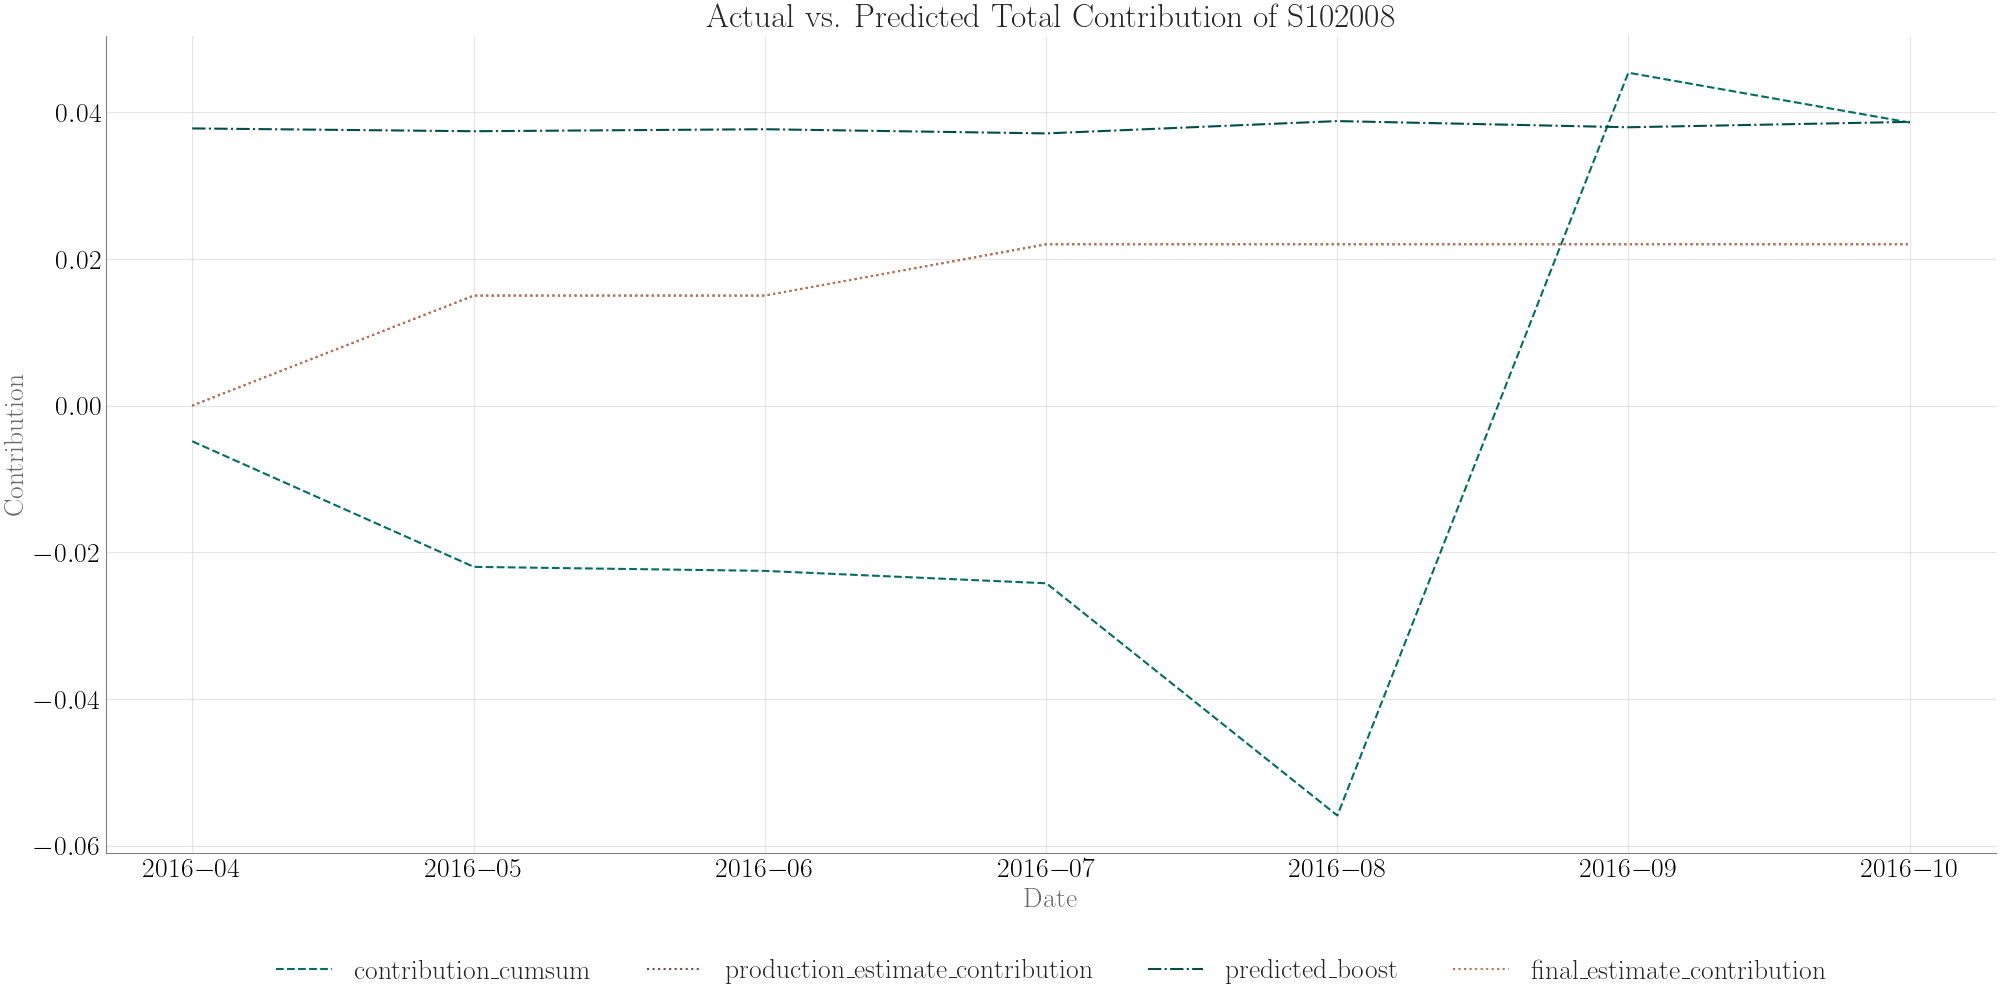 Actual vs. Predicted Total Contribution of S102008
0.04
0.02
0.00
−0.02
−0.04
−0.06
Contribution
2016−04 2016−05 2016−06 2016−07 2016−08 2016−09 2016−10
Date
contribution_cumsum production_estimate_contribution predicted_boost final_estimate_contribution